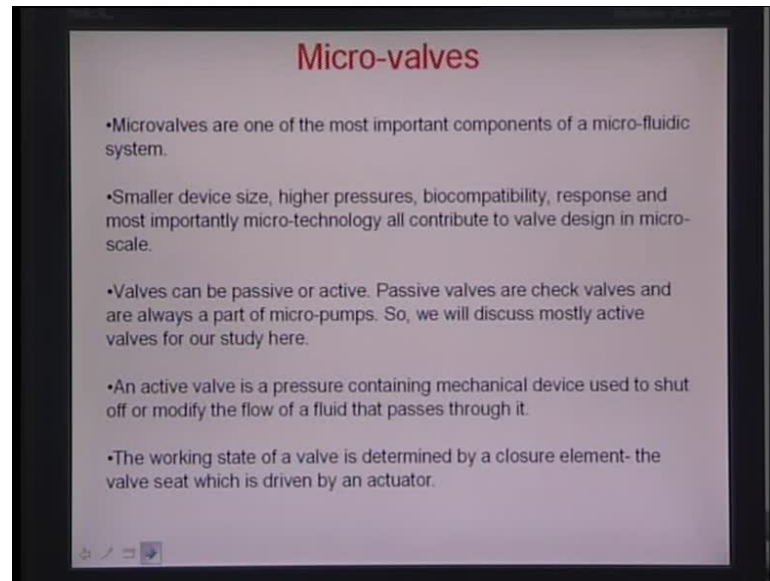 Micro-valves
•Microvalves are one of the most important components of a micro-fluidic
system.
•Smaller device size, higher pressures, biocompatibility, response and
most importantly micro-technology all contribute to valve design in micro-
scale.
•Valves can be passive or active. Passive valves are check valves and
are always a part of micro-pumps. So, we will discuss mostly active
valves for our study here.
•An active valve is a pressure containing mechanical device used to shut
off or modify the flow of a fluid that passes through it.
•The working state of a valve is determined by a closure element- the
valve seat which is driven by an actuator.